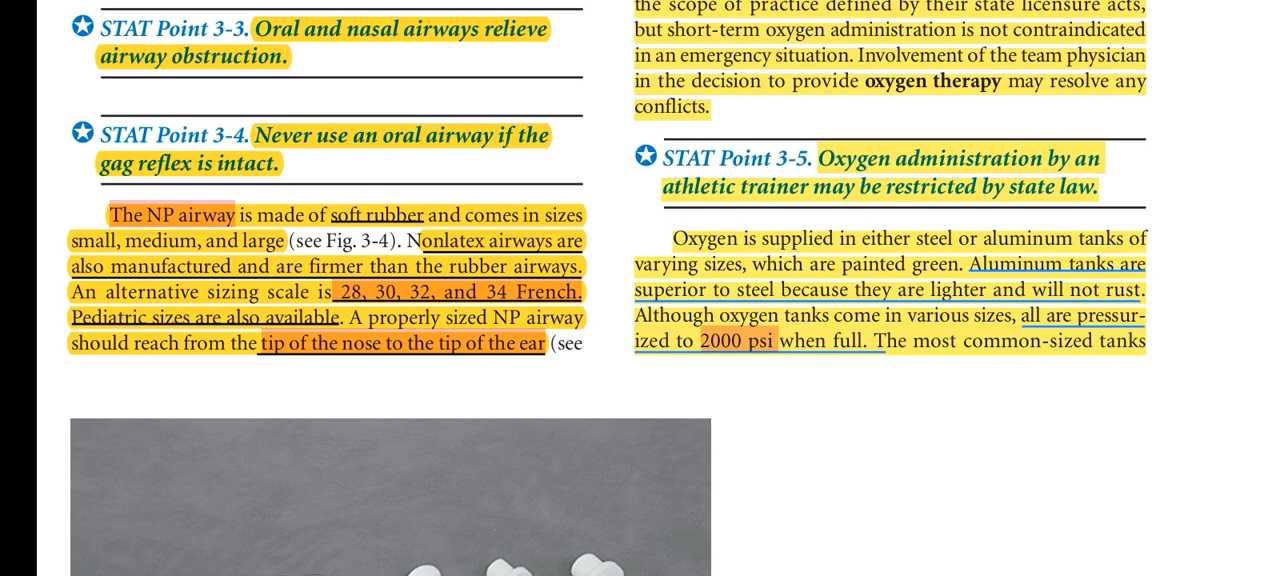 STAT Point 3-3. Oral and nasal airways relieve
airway obstruction.
STAT Point 3-4. Never use an oral airway if the
gag reflex is intact.
The NP airway is made of soft rubber and comes in sizes
small, medium, and large (see Fig. 3-4). Nonlatex airways are
also manufactured and are firmer than the rubber airways.
An alternative sizing scale is 28, 30, 32, and 34 French.
Pediatric sizes are also available. A properly sized NP airway
should reach from the tip of the nose to the tip of the ear (see
the scope of practice defined by their state licensure acts,
but short-term oxygen administration is not contraindicated
in an emergency situation. Involvement of the team physician
in the decision to provide oxygen therapy may resolve any
conflicts.
STAT Point 3-5. Oxygen administration by an
athletic trainer may be restricted by state law.
Oxygen is supplied in either steel or aluminum tanks of
varying sizes, which are painted green. Aluminum tanks are
superior to steel because they are lighter and will not rust.
Although oxygen tanks come in various sizes, all are pressur-
ized to 2000 psi when full. The most common-sized tanks